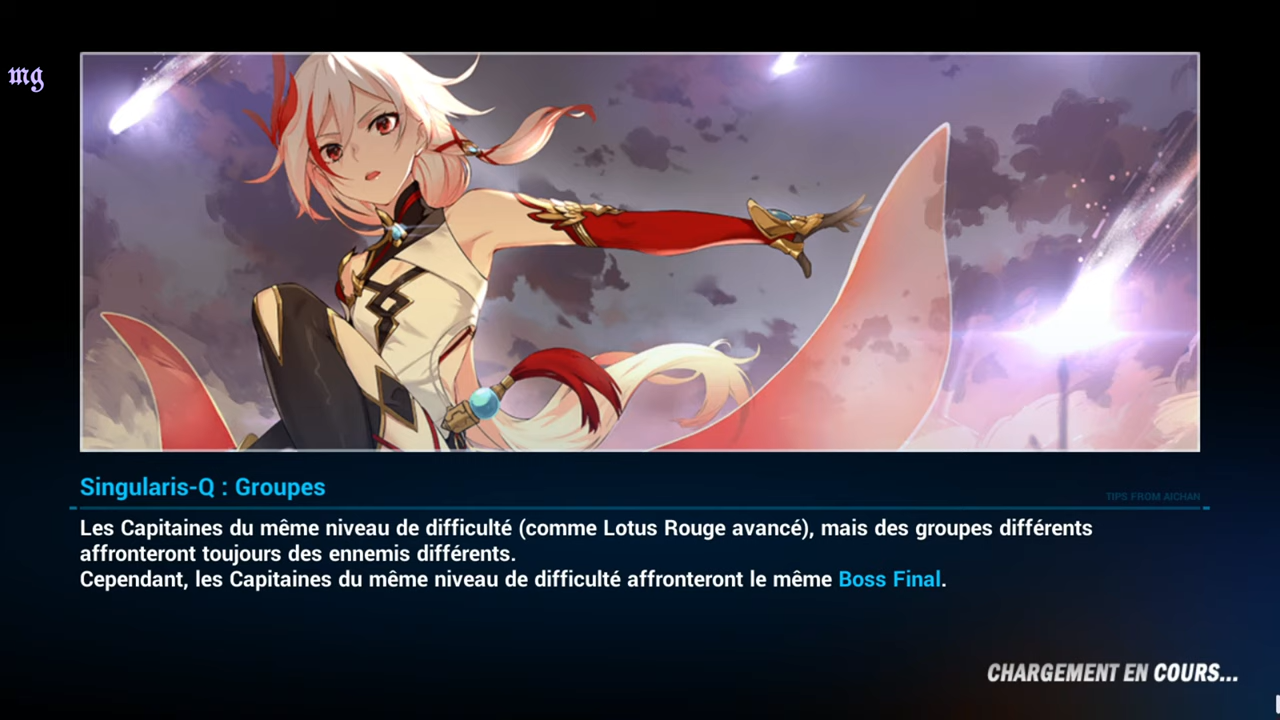 mg
Singularis-Q : Groupes
TIPS FROM AICHAN
Les Capitaines du même niveau de difficulté (comme Lotus Rouge avancé), mais des groupes différents
affronteront toujours des ennemis différents.
Cependant, les Capitaines du même niveau de difficulté affronteront le même Boss Final.
CHARGEMENT EN COURS...